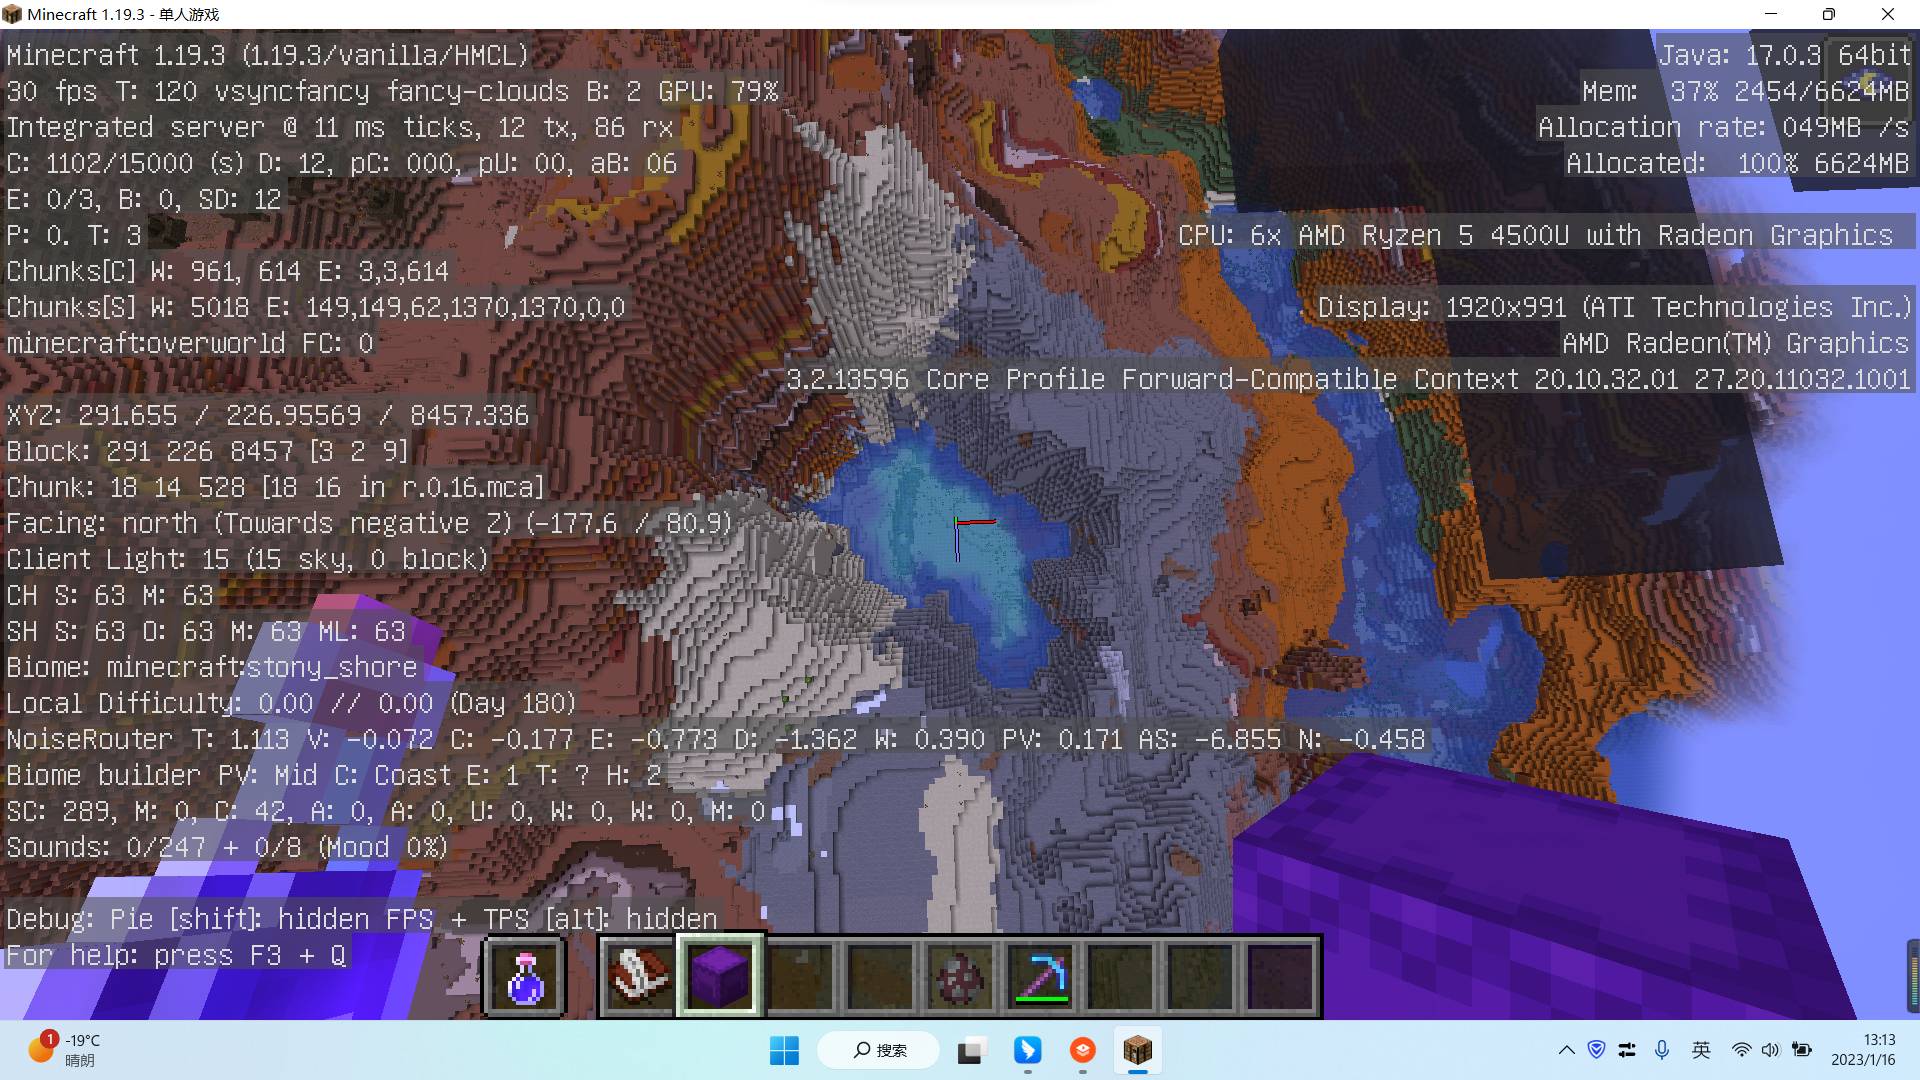 Minecraft 1.19.3 - 单人游戏
Minecraft 1.19.3 (1.19.3/vanilla/HMCL)
30 fps T: 120 vsyncfancy fancy-clouds B: 2 GPU: 79%
Integrated server @ 11 ms ticks, 12 tx, 86 rx
C: 1102/15000 (s) D: 12, pC: 000, pU: 00, aB: 06
E: 0/3, B: 0, SD: 12
P: 0. T: 3
Chunks[C] W: 961, 614 E: 3,3,614
Chunks[S] W: 5018 E: 149,149,62,1370,1370,0,0
minecraft:overworld FC: 0
XYZ: 291.655 / 226.95569 / 8457.336
Block: 291 226 8457 [3 2 9]
Chunk: 18 14 528 [18 16 in r.0.16.mca]
Facing: north (Towards negative Z) (-177.6 / 80.9)
Client Light: 15 (15 sky, 0 block)
CH S: 63 M: 63
SH S: 63 O: 63 M: 63 ML: 63
Biome: minecraft:stony_shore
Local Difficulty: 0.00 // 0.00 (Day 180)
NoiseRouter T: 1.113 V: -0.072 C: -0.177 E: -0.773 D: -1.362 W: 0.390 PV: 0.171 AS: -6.855 N: -0.458
Biome builder PV: Mid C: Coast E: 1 T: ? H: 2
SC: 289, M: 0, C: 42, A: 0, A: 0, U: 0, W: 0, W: 0, M: 0
Sounds: 0/247 + 0/8 (Mood 0%)
Debug: Pie [shift]: hidden FPS + TPS [alt]: hidden
For help: press F3 + Q
Java: 17.0.3 64bit
Mem: 37% 2454/6624MB
Allocation rate: 049MB /s
Allocated: 100% 6624MB
CPU: 6x AMD Ryzen 5 4500U with Radeon Graphics
Display: 1920x991 (ATI Technologies Inc.)
AMD Radeon(TM) Graphics
3.2.13596 Core Profile Forward-Compatible Context 20.10.32.01 27.20.11032.1001
1
-19°C
晴朗
搜索
英
13:13
2023/1/16